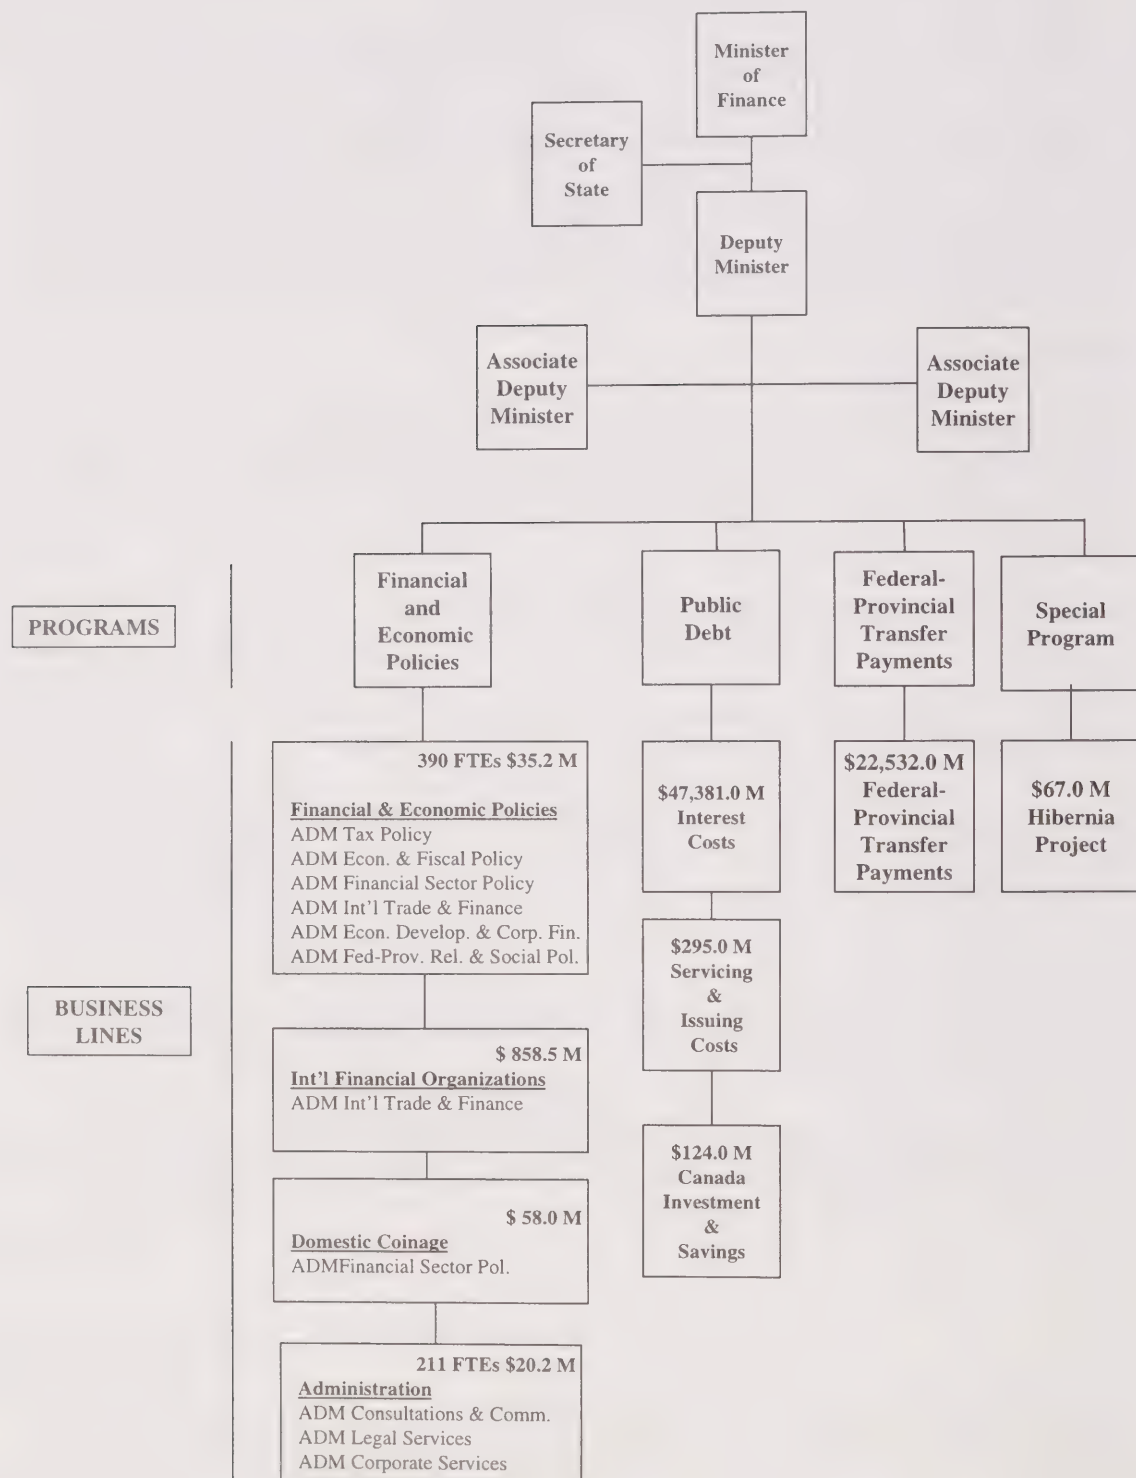 Minister
of
Finance
Secretary
of
State
Deputy
Minister
Associate
Deputy
Minister
Associate
Deputy
Minister
PROGRAMS
Financial
and
Economic
Policies
Public
Debt
Federal-
Provincial
Transfer
Payments
Special
Program
BUSINESS
LINES
390 FTEs $35.2 M
Financial & Economic Policies
ADM Tax Policy
ADM Econ. & Fiscal Policy
ADM Financial Sector Policy
ADM Int'l Trade & Finance
ADM Econ. Develop. & Corp. Fin.
ADM Fed-Prov. Rel. & Social Pol.
$ 858.5 M
Int'l Financial Organizations
ADM Int'l Trade & Finance
$ 58.0 M
Domestic Coinage
ADMFinancial Sector Pol.
211 FTEs $20.2 M
Administration
ADM Consultations & Comm.
ADM Legal Services
ADM Corporate Services
$47,381.0 M
Interest
Costs
$295.0 M
Servicing
&
Issuing
Costs
$124.0 M
Canada
Investment
&
Savings
$22,532.0 M
Federal-
Provincial
Transfer
Payments
$67.0 M
Hibernia
Project